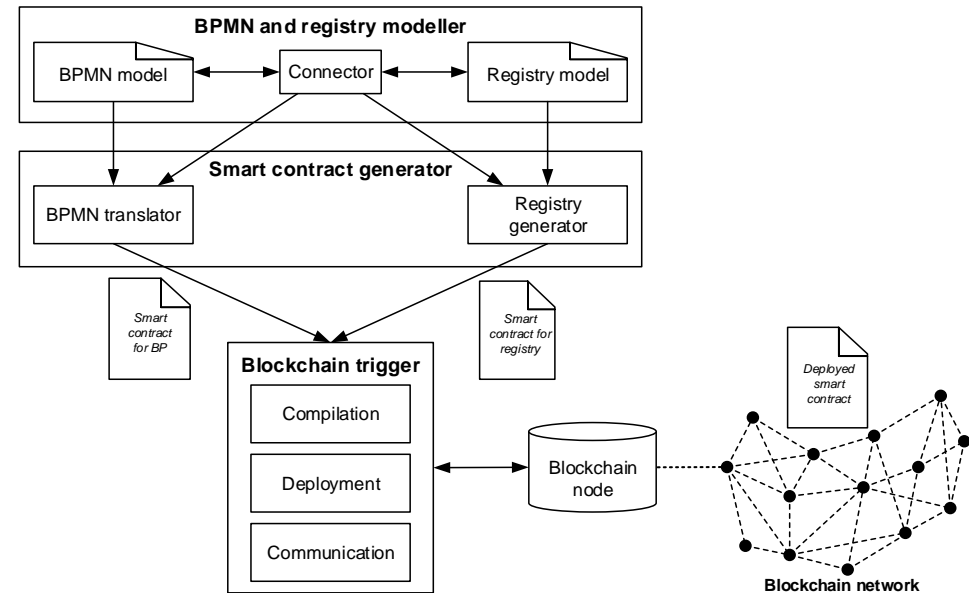 BPMN and registry modeller
BPMN model
Connector
Registry model
Smart contract generator
BPMN translator
Registry
generator
Smart
contract
for BP
Smart
contract for
registry
Blockchain trigger
Compilation
Deployment
Communication
Blockchain
node
Deployed
smart
contract
Blockchain network